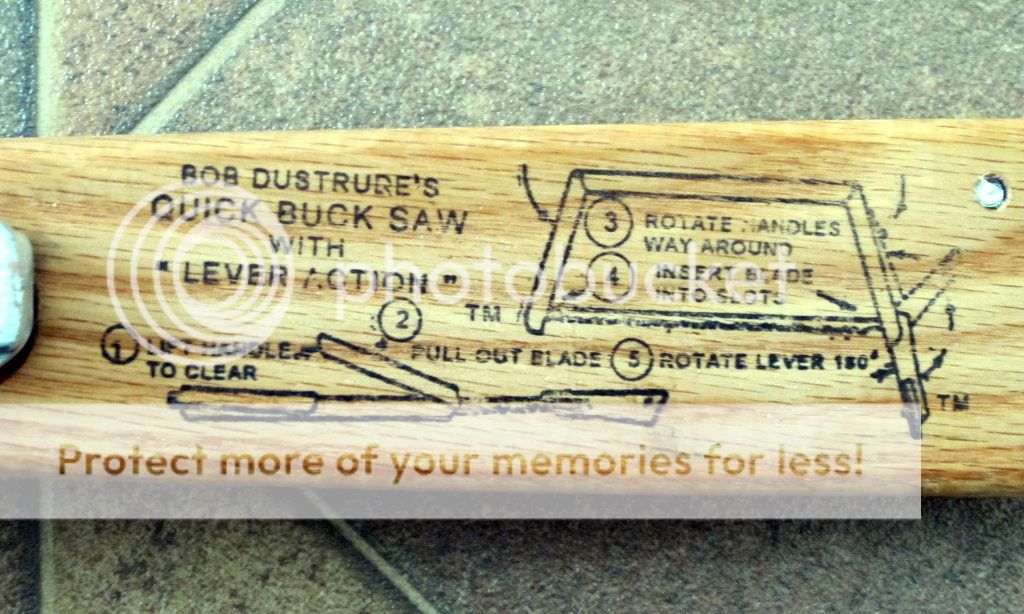 BOB DUSTRURE'S
QUICK BUCK SAW
WITH
"LEVER ACTION" TM
1 LIFT HANDLE
TO CLEAR
2
PULL OUT BLADE
3 ROTATE HANDLES
WAY AROUND
4 INSERT BLADE
INTO SLOTS
5 ROTATE LEVER 180°
TM
photobucket
Protect more of your memories for less!